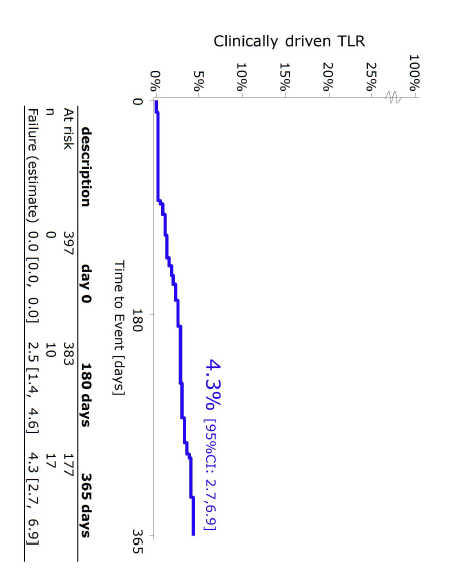 Clinically driven TLR
100%
25%
20%
15%
10%
5%
0%
4.3% [95%CI: 2.7,6.9]
0 180 365
Time to Event [days]
description day 0 180 days 365 days
At risk 397 383 177
n 0 10 17
Failure (estimate) 0.0 [0.0, 0.0] 2.5 [1.4, 4.6] 4.3 [2.7, 6.9]